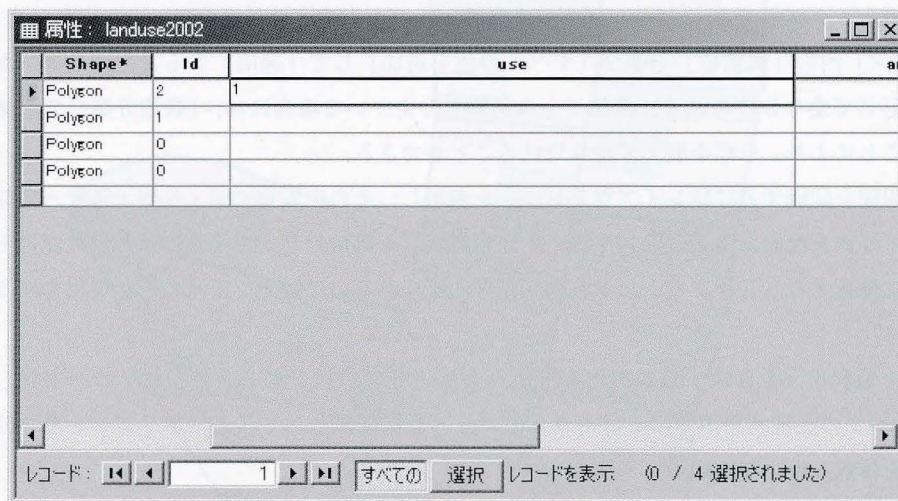 属性 : landuse2002
Shape* Id use
Polygon 2 1
Polygon 1
Polygon 0
Polygon 0
レコード : 1 すべての 選択 レコードを表示 (0 / 4 選択されました)